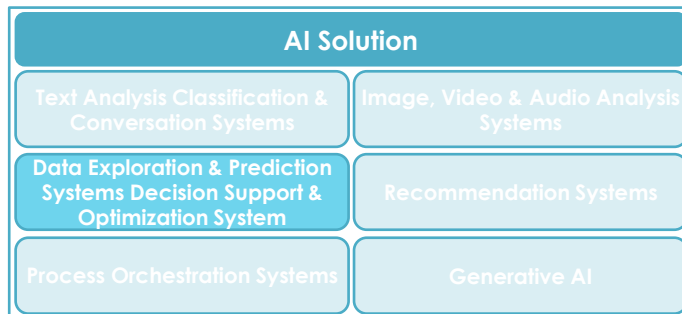 AI Solution
Text Analysis Classification &
Conversation Systems
Image, Video & Audio Analysis
Systems
Data Exploration & Prediction
Systems Decision Support &
Optimization System
Recommendation Systems
Process Orchestration Systems
Generative AI